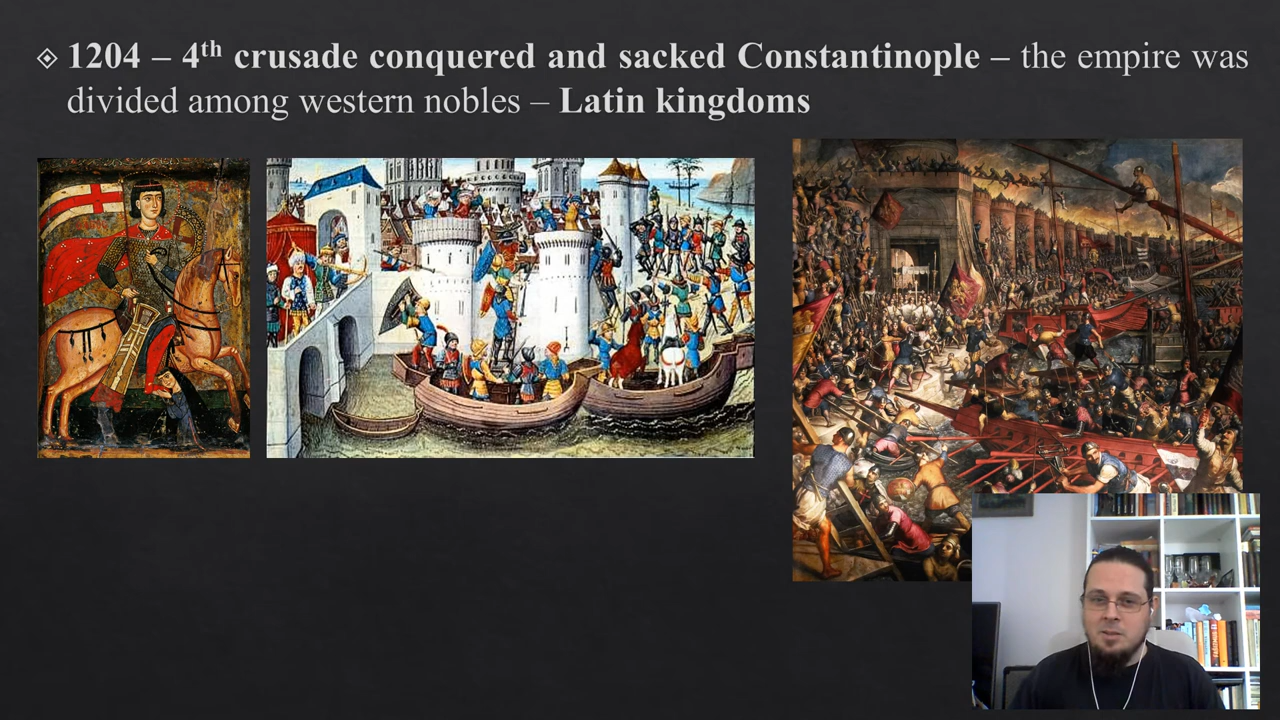 1204 – 4th crusade conquered and sacked Constantinople – the empire was
divided among western nobles – Latin kingdoms